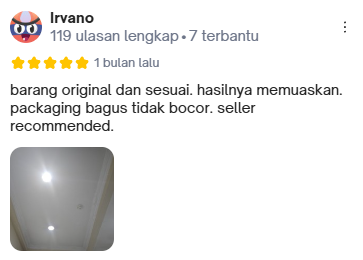 Irvano
119 ulasan lengkap • 7 terbantu
1 bulan lalu
barang original dan sesuai. hasilnya memuaskan.
packaging bagus tidak bocor. seller
recommended.